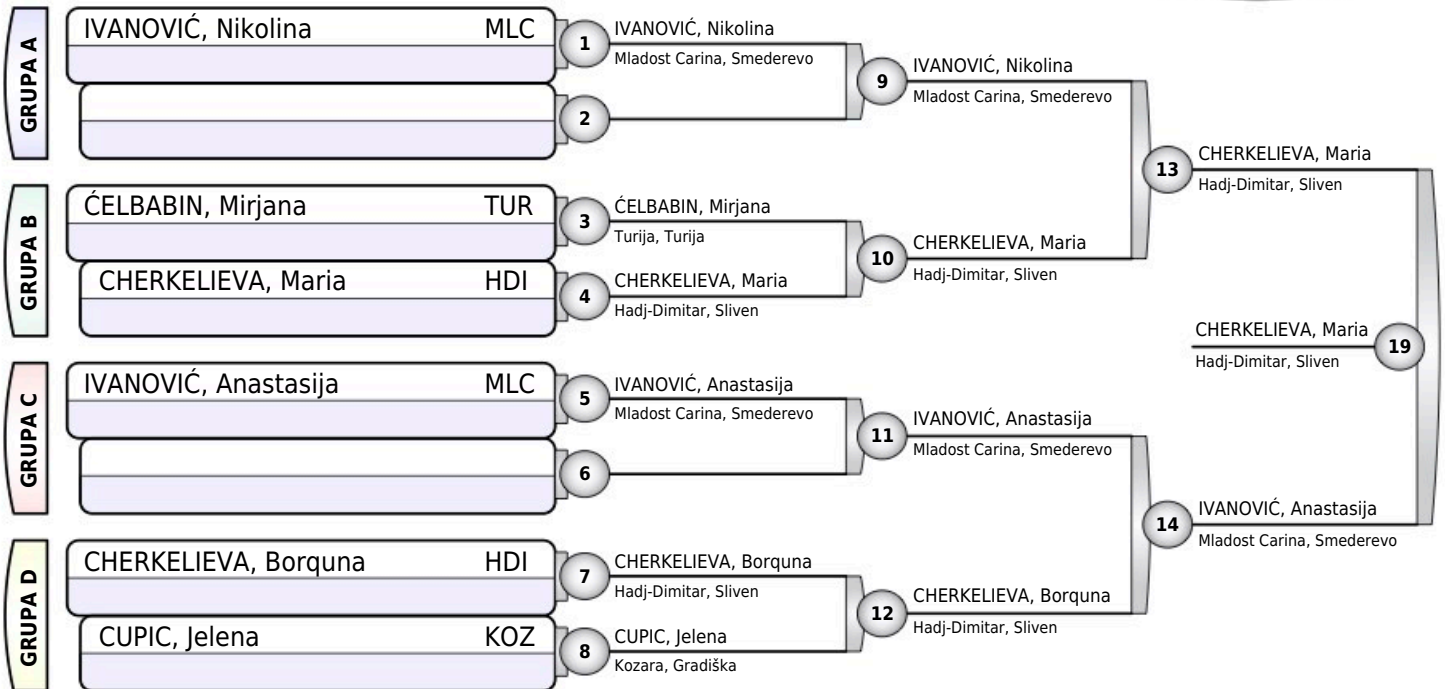 GRUPA A
IVANOVIĆ, Nikolina MLC
1
2
IVANOVIĆ, Nikolina
Mladost Carina, Smederevo
9
IVANOVIĆ, Nikolina
Mladost Carina, Smederevo
GRUPA B
ĆELBABIN, Mirjana TUR
CHERKELIEVA, Maria HDI
3
4
ĆELBABIN, Mirjana
Turija, Turija
CHERKELIEVA, Maria
Hadj-Dimitar, Sliven
10
CHERKELIEVA, Maria
Hadj-Dimitar, Sliven
13
CHERKELIEVA, Maria
Hadj-Dimitar, Sliven
GRUPA C
IVANOVIĆ, Anastasija MLC
5
6
IVANOVIĆ, Anastasija
Mladost Carina, Smederevo
11
IVANOVIĆ, Anastasija
Mladost Carina, Smederevo
GRUPA D
CHERKELIEVA, Borquna HDI
CUPIC, Jelena KOZ
7
8
CHERKELIEVA, Borquna
Hadj-Dimitar, Sliven
CUPIC, Jelena
Kozara, Gradiška
12
CHERKELIEVA, Borquna
Hadj-Dimitar, Sliven
14
IVANOVIĆ, Anastasija
Mladost Carina, Smederevo
CHERKELIEVA, Maria
Hadj-Dimitar, Sliven
19